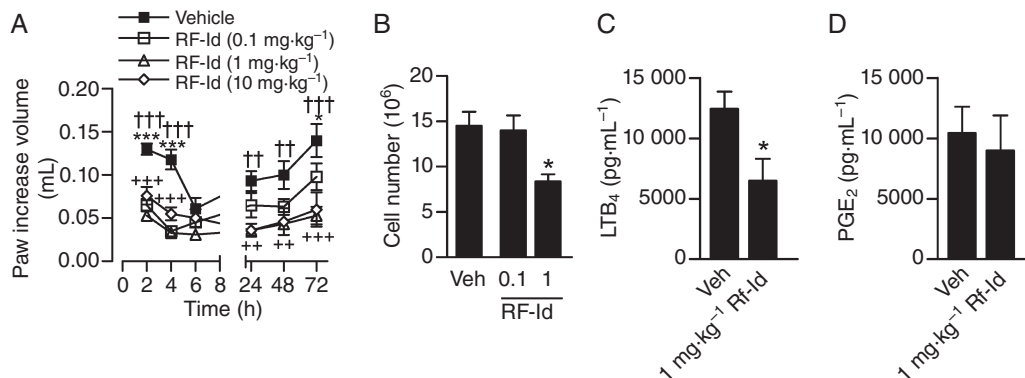 A
Vehicle
RF-Id (0.1 mg·kg⁻¹)
RF-Id (1 mg·kg⁻¹)
RF-Id (10 mg·kg⁻¹)
Paw increase volume
(mL)
0.20
0.15
0.10
0.05
0.00
††† ††† †††
*** *** *
†† ††
+++ +++
++ ++ +++
0 2 4 6 8 24 48 72
Time (h)
B
Cell number (10⁶)
20
15
10
5
0
*
Veh 0.1 1
RF-Id
C
LTB₄ (pg·mL⁻¹)
15 000
10 000
5000
0
*
Veh
1 mg·kg⁻¹ Rf-Id
D
PGE₂ (pg·mL⁻¹)
15 000
10 000
5000
0
Veh
1 mg·kg⁻¹ Rf-Id